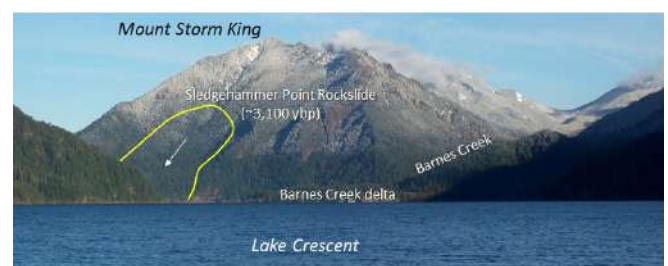 Mount Storm King
Sledgehammer Point Rockslide
(~3,100 ybp)
Barnes Creek
Barnes Creek delta
Lake Crescent